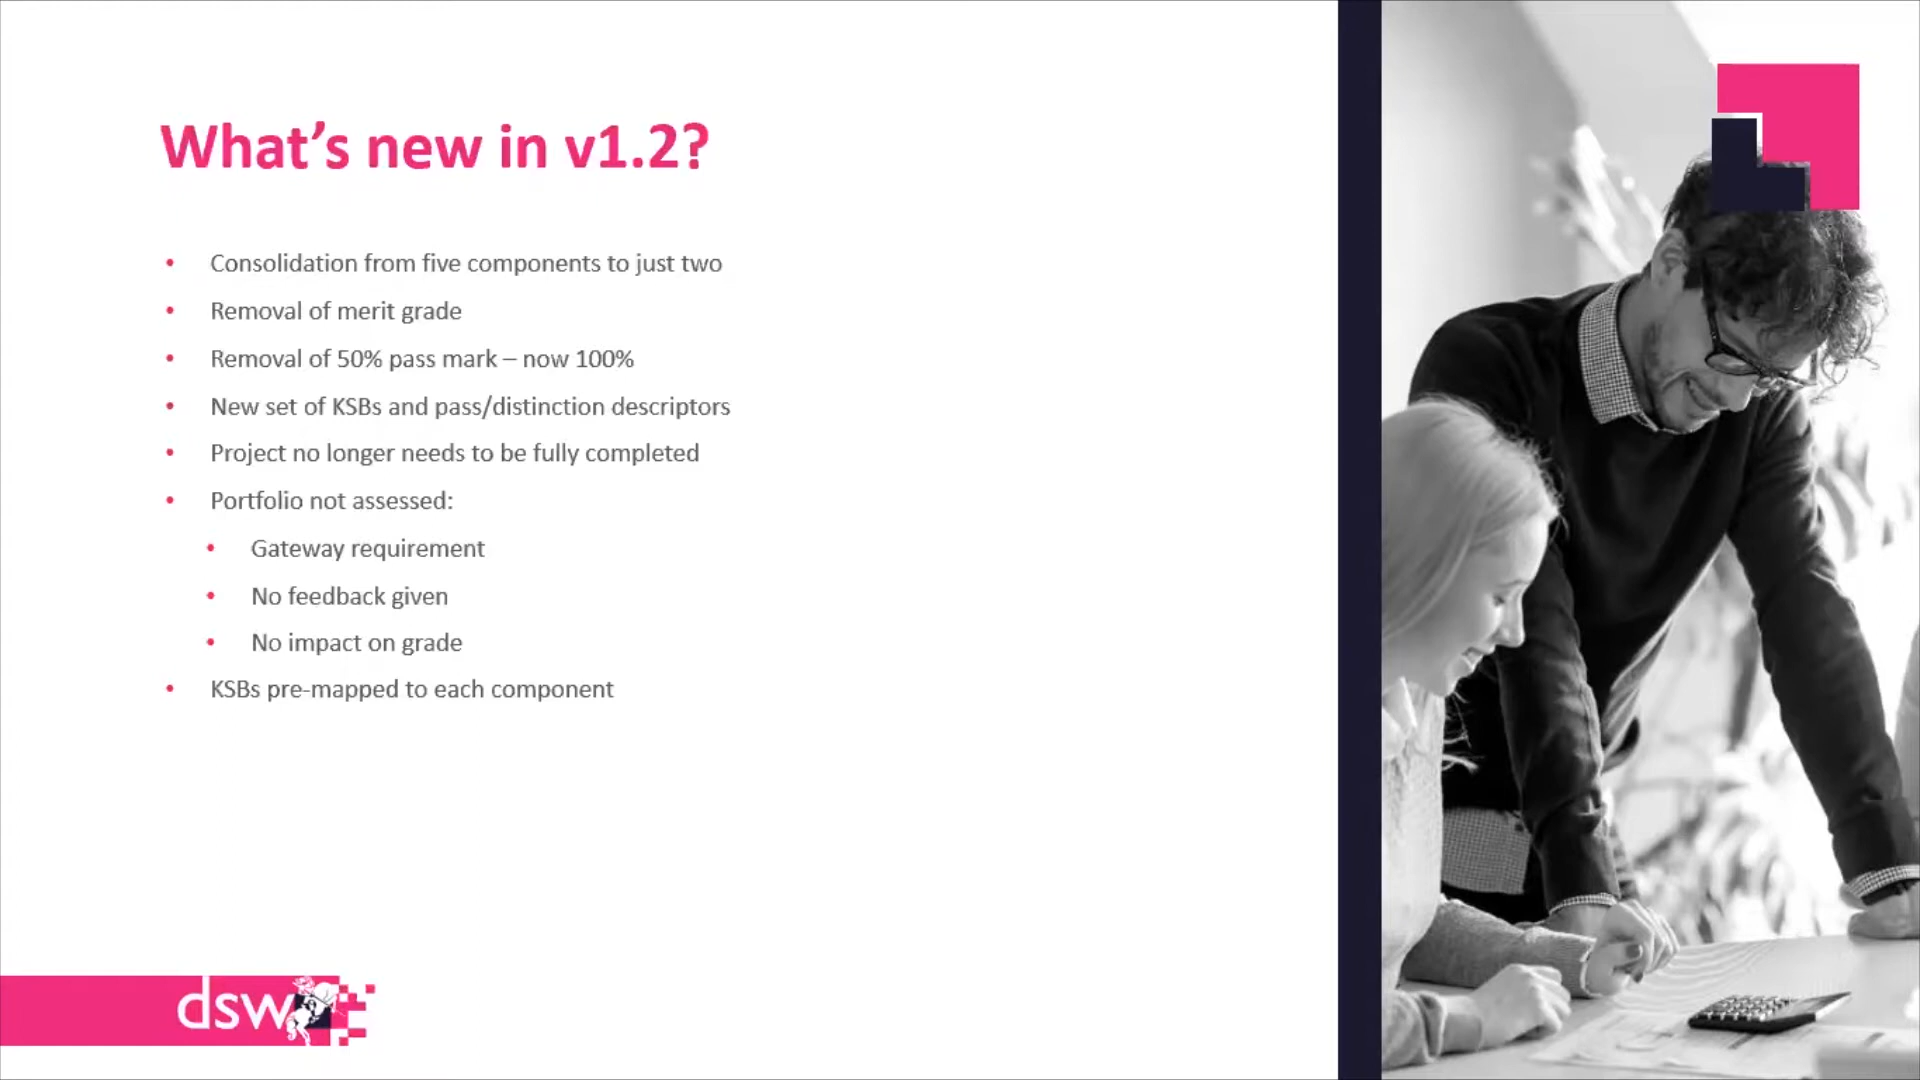 What's new in v1.2?
Consolidation from five components to just two
Removal of merit grade
Removal of 50% pass mark – now 100%
New set of KSBs and pass/distinction descriptors
Project no longer needs to be fully completed
Portfolio not assessed:
Gateway requirement
No feedback given
No impact on grade
KSBs pre-mapped to each component
dsw